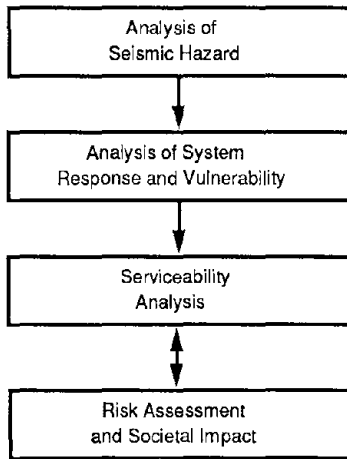 Analysis of
Seismic Hazard
Analysis of System
Response and Vulnerability
Serviceability
Analysis
Risk Assessment
and Societal Impact